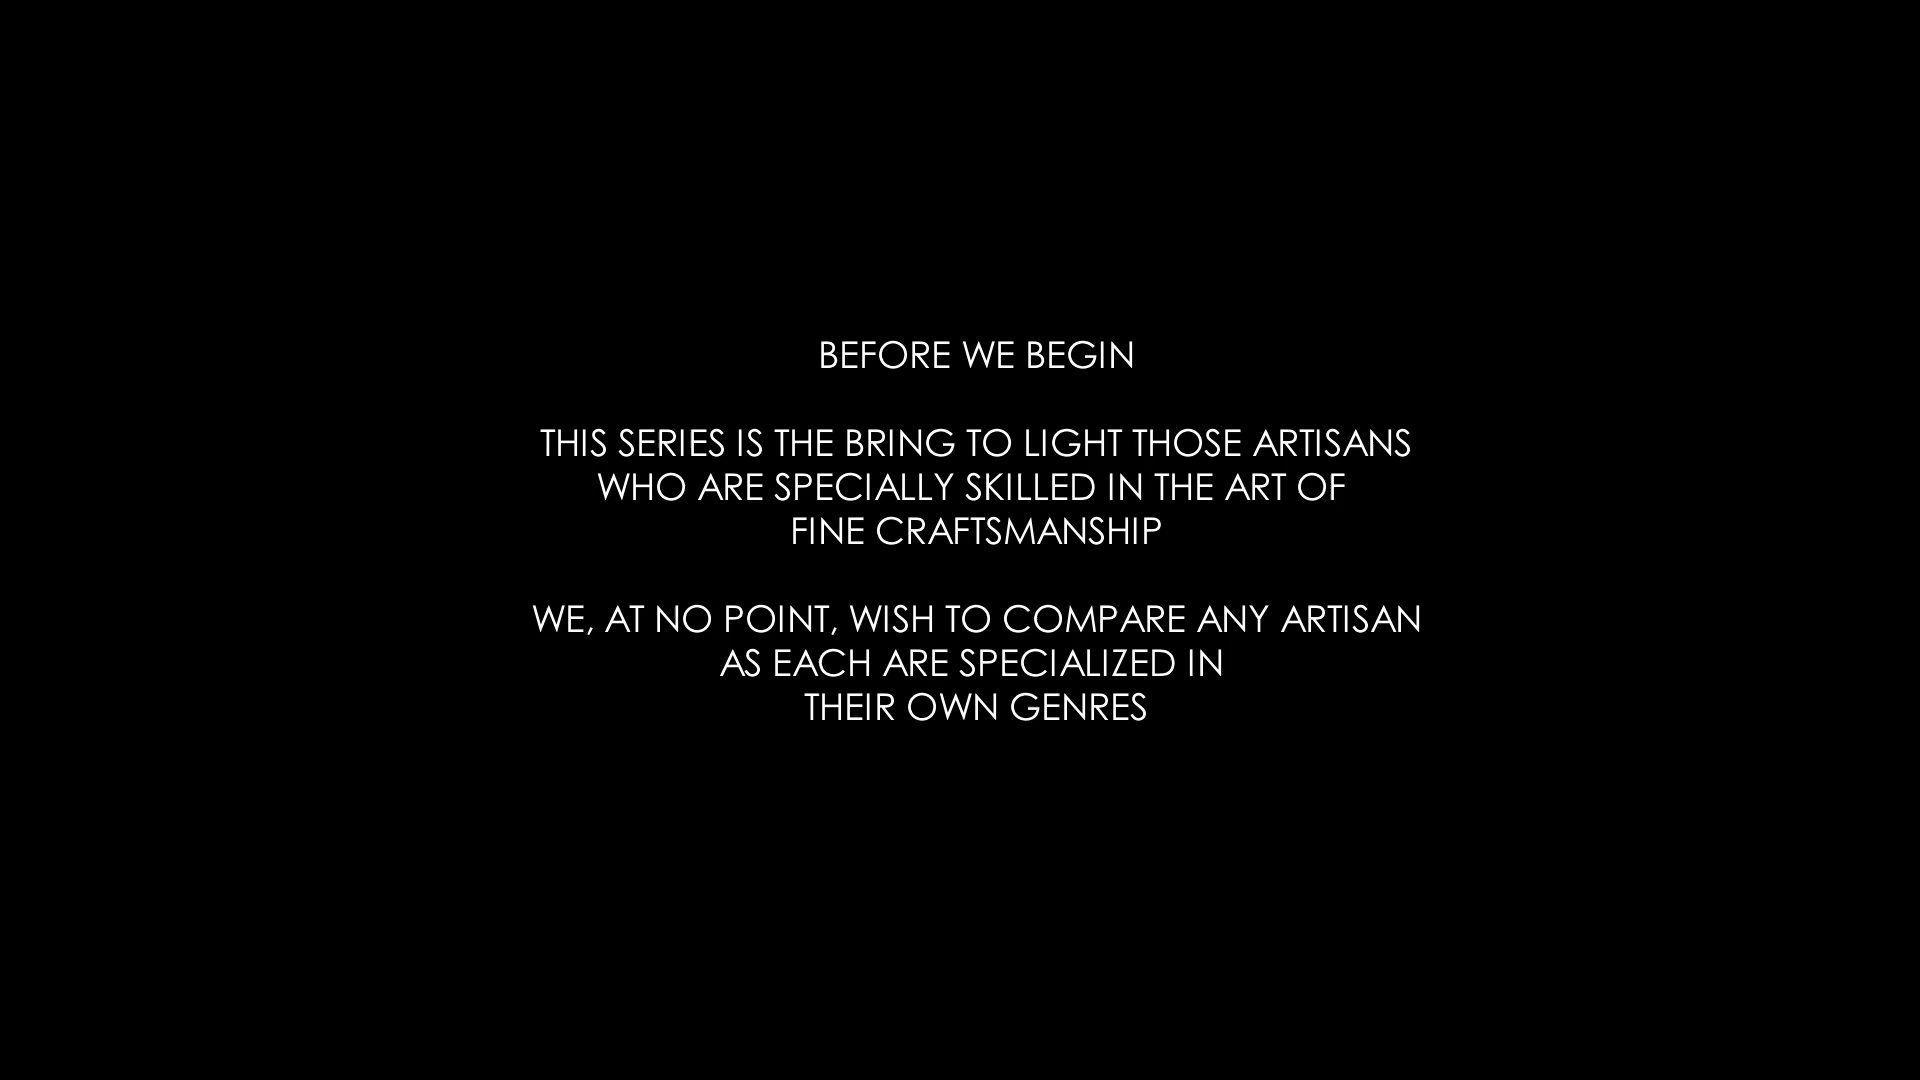 BEFORE WE BEGIN
THIS SERIES IS THE BRING TO LIGHT THOSE ARTISANS
WHO ARE SPECIALLY SKILLED IN THE ART OF
FINE CRAFTSMANSHIP
WE, AT NO POINT, WISH TO COMPARE ANY ARTISAN
AS EACH ARE SPECIALIZED IN
THEIR OWN GENRES